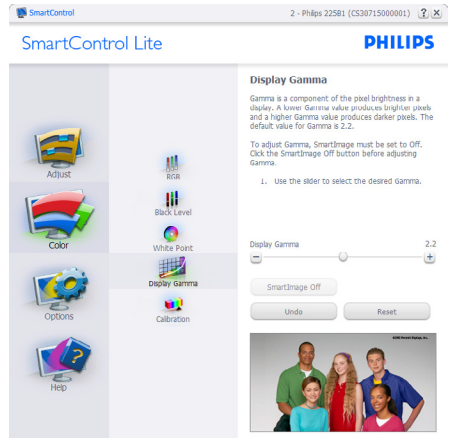 SmartControl
2 - Philips 225B1 (CS30715000001)
SmartControl Lite
PHILIPS
Adjust
Color
Options
Help
RGB
Black Level
White Point
Display Gamma
Calibration
Display Gamma
Gamma is a component of the pixel brightness in a
display. A lower Gamma value produces brighter pixels
and a higher Gamma value produces darker pixels. The
default value for Gamma is 2.2.
To adjust Gamma, SmartImage must be set to Off.
Click the SmartImage Off button before adjusting
Gamma.
1. Use the slider to select the desired Gamma.
Display Gamma 2.2
SmartImage Off
Undo Reset